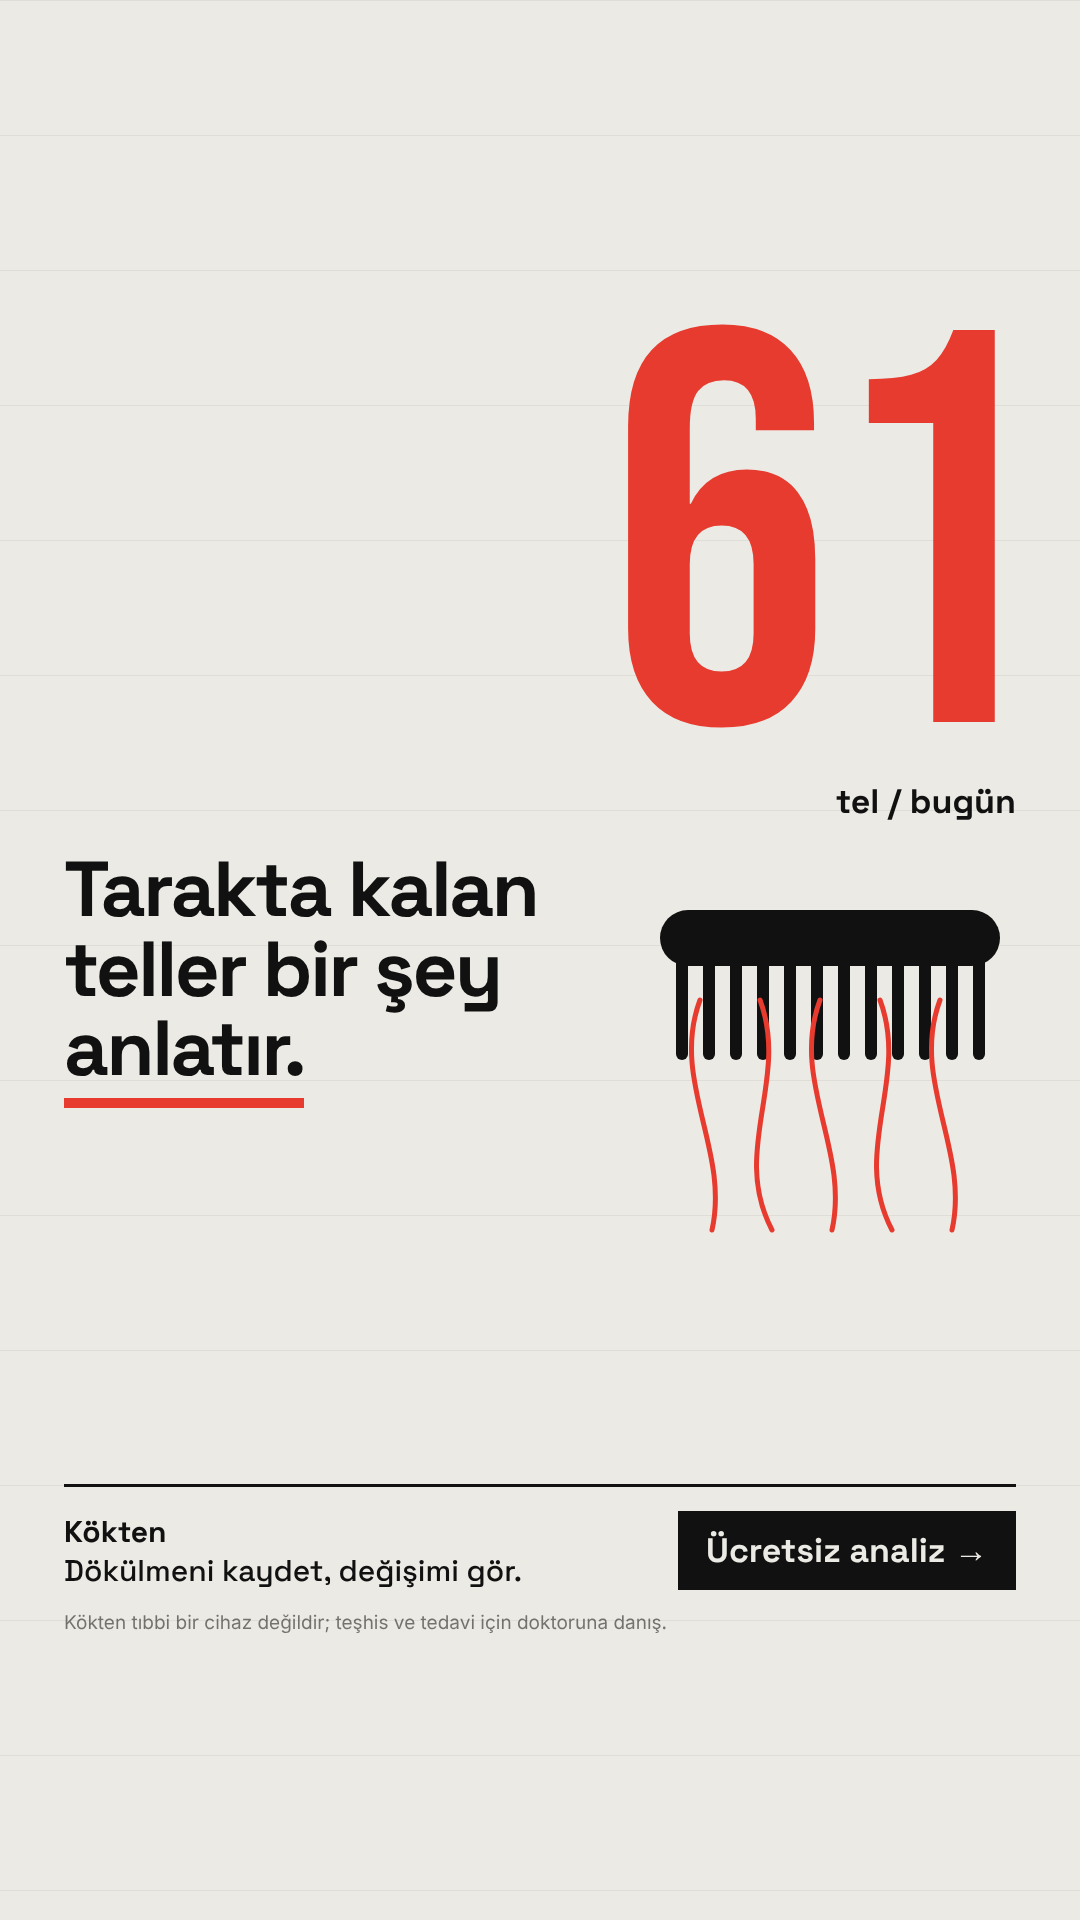 61
tel / bugün
Tarakta kalan
teller bir şey
anlatır.
Kökten
Dökülmeni kaydet, değişimi gör.
Ücretsiz analiz →
Kökten tıbbi bir cihaz değildir; teşhis ve tedavi için doktoruna danış.